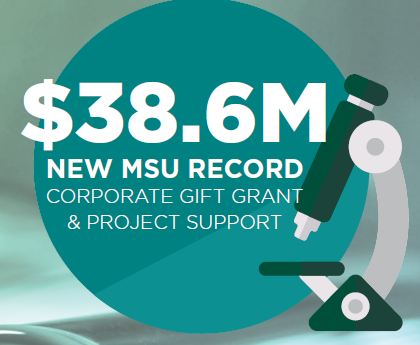 $38.6M
NEW MSU RECORD
CORPORATE GIFT GRANT
& PROJECT SUPPORT